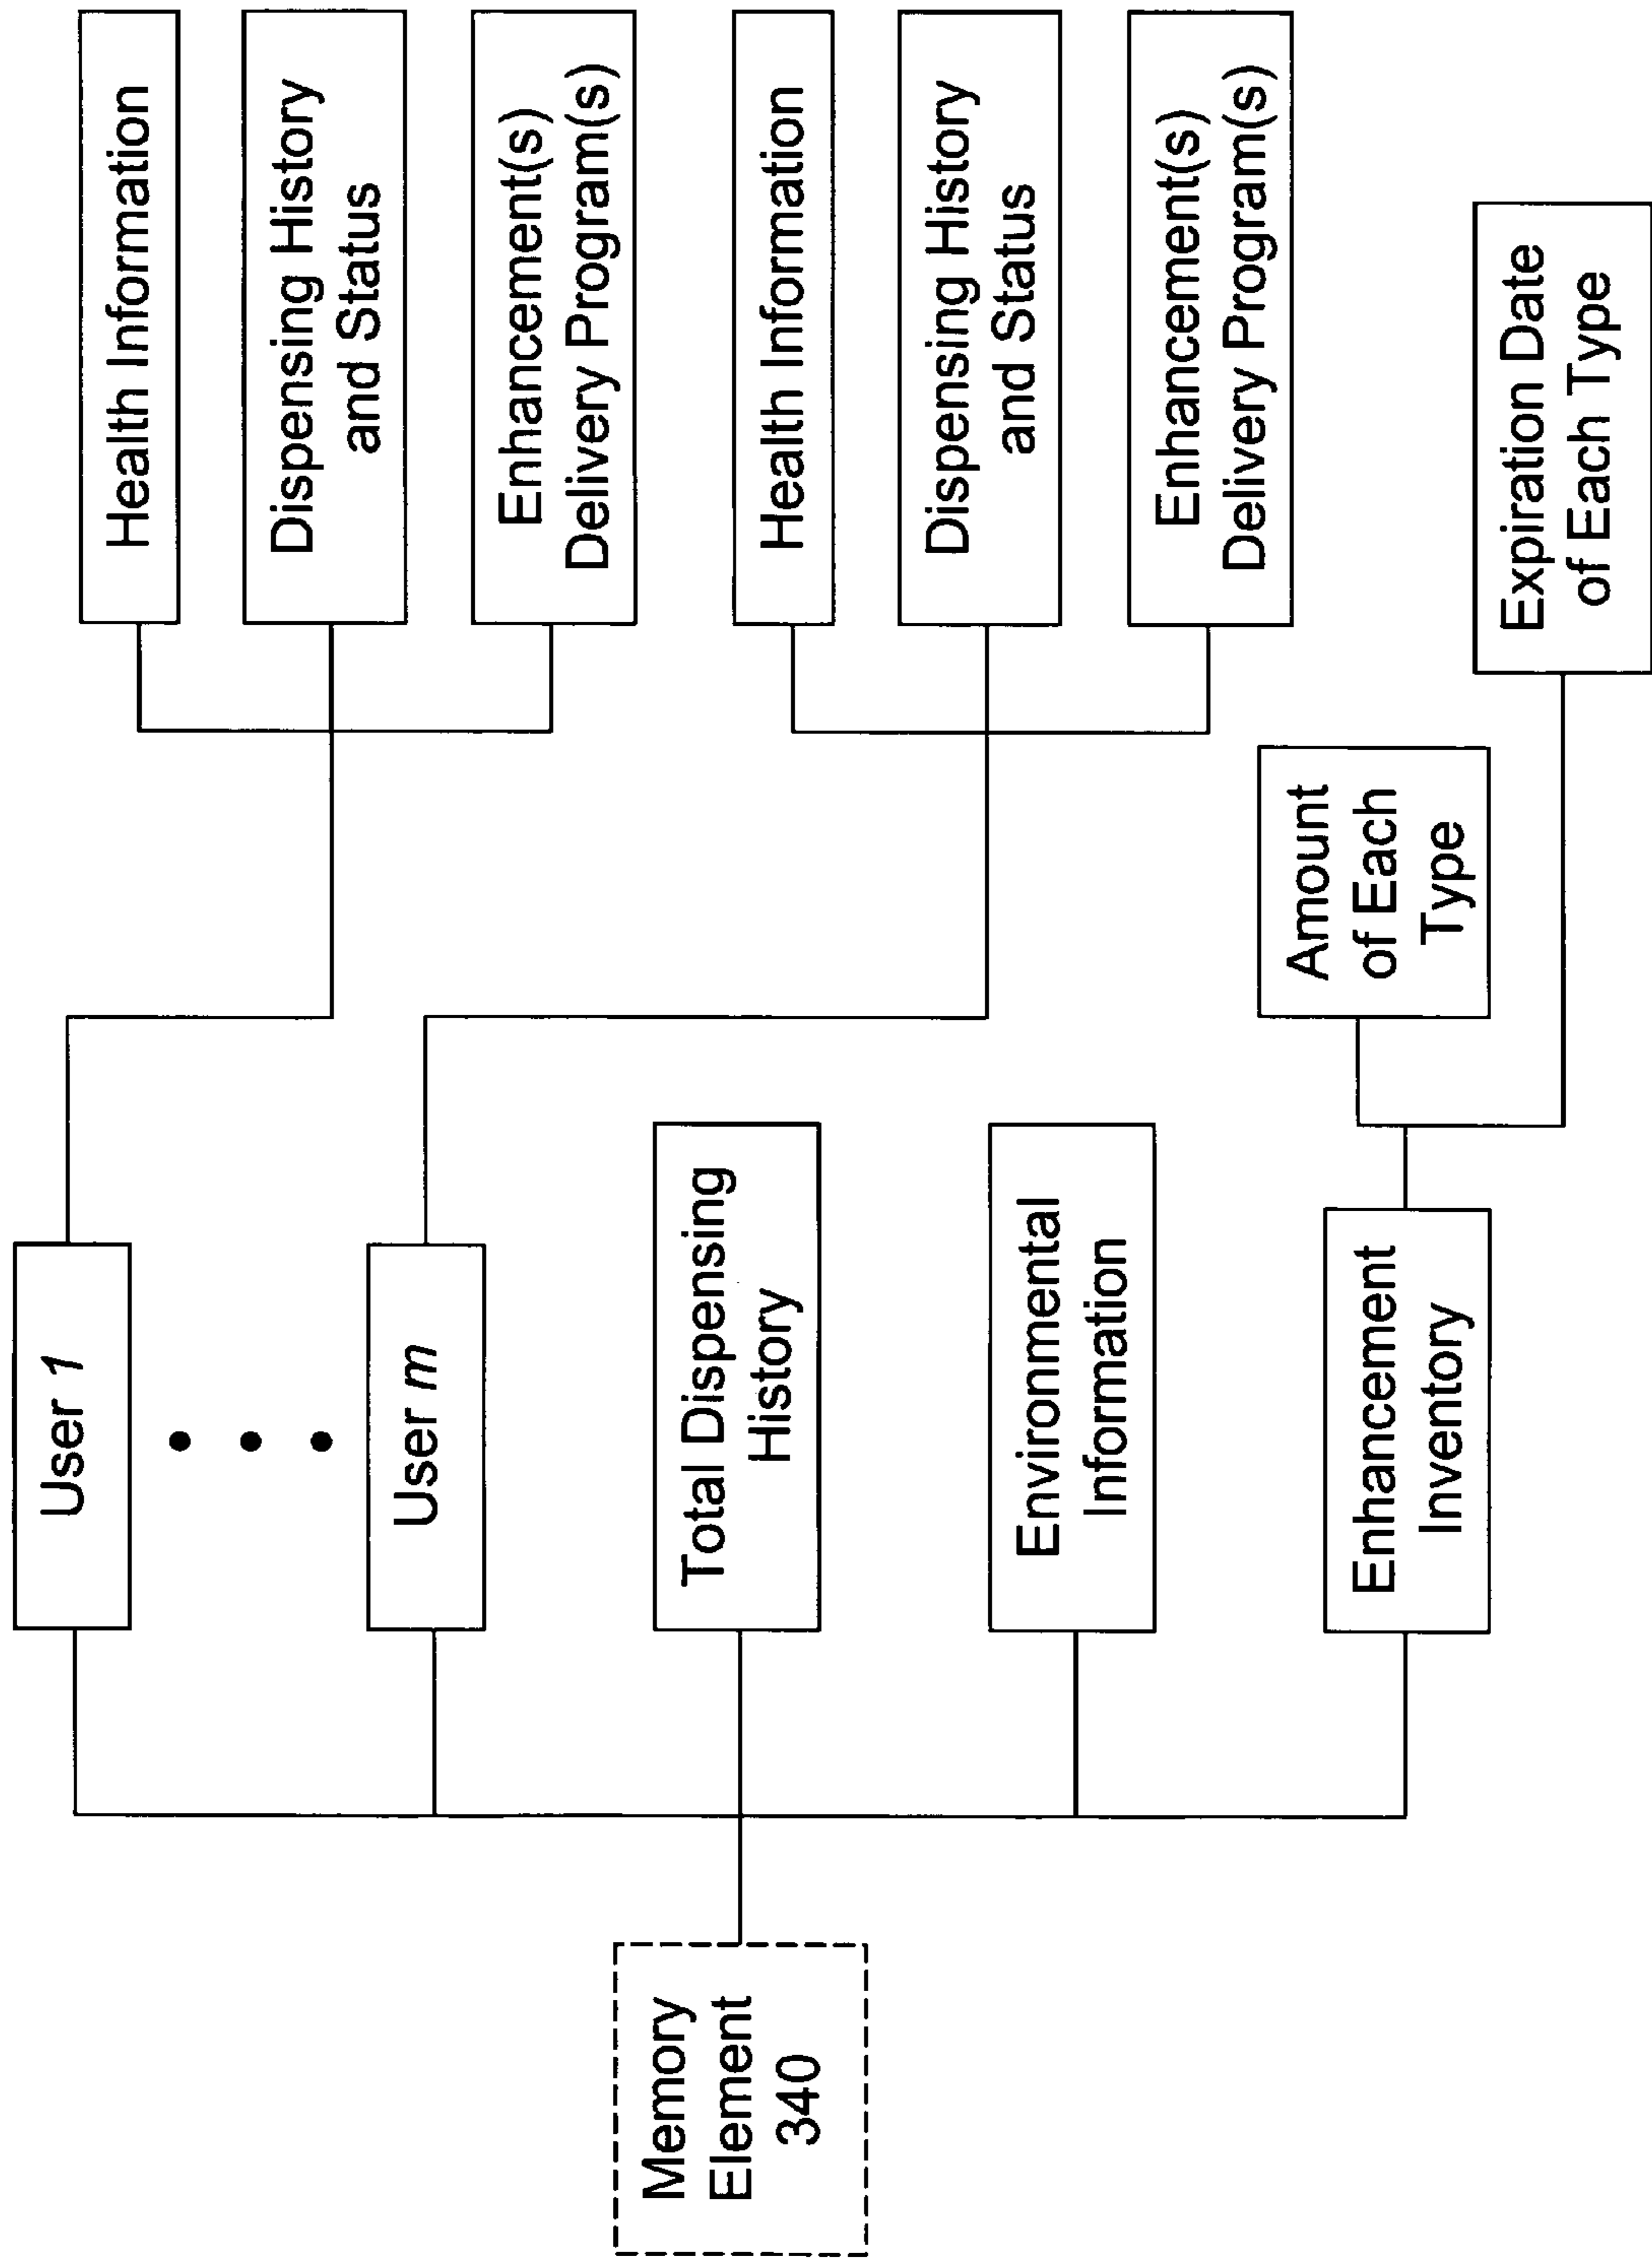 Memory
Element
340
User 1
User m
Total Dispensing
History
Environmental
Information
Enhancement
Inventory
Health Information
Dispensing History
and Status
Enhancement(s)
Delivery Program(s)
Health Information
Dispensing History
and Status
Enhancement(s)
Delivery Program(s)
Amount
of Each
Type
Expiration Date
of Each Type